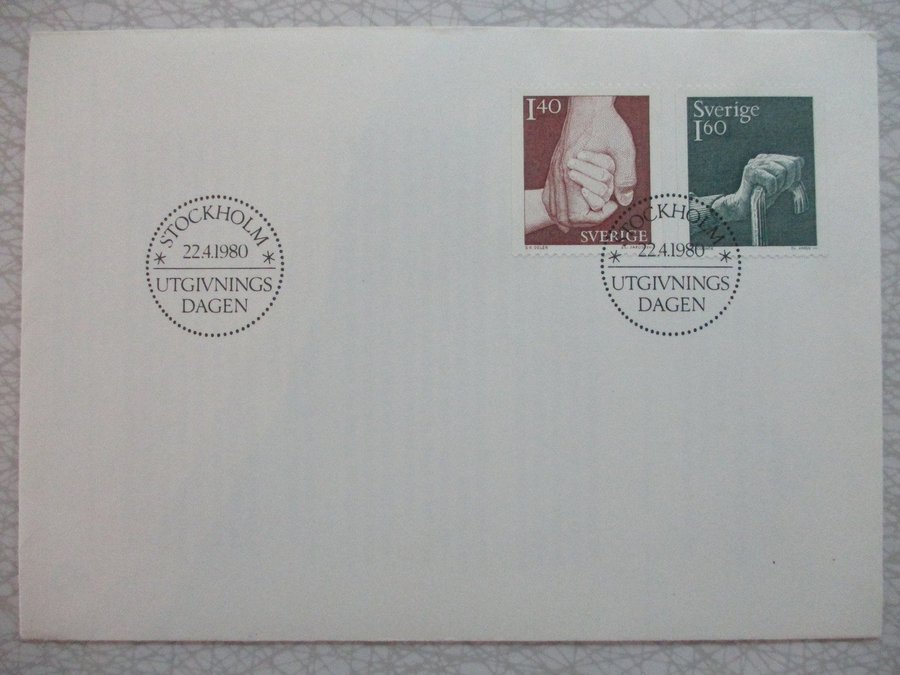 1 40
SVERIGE
Sverige
1 60
STOCKHOLM
* 22.4.1980 *
UTGIVNINGS
DAGEN
STOCKHOLM
* 22.4.1980 *
UTGIVNINGS
DAGEN